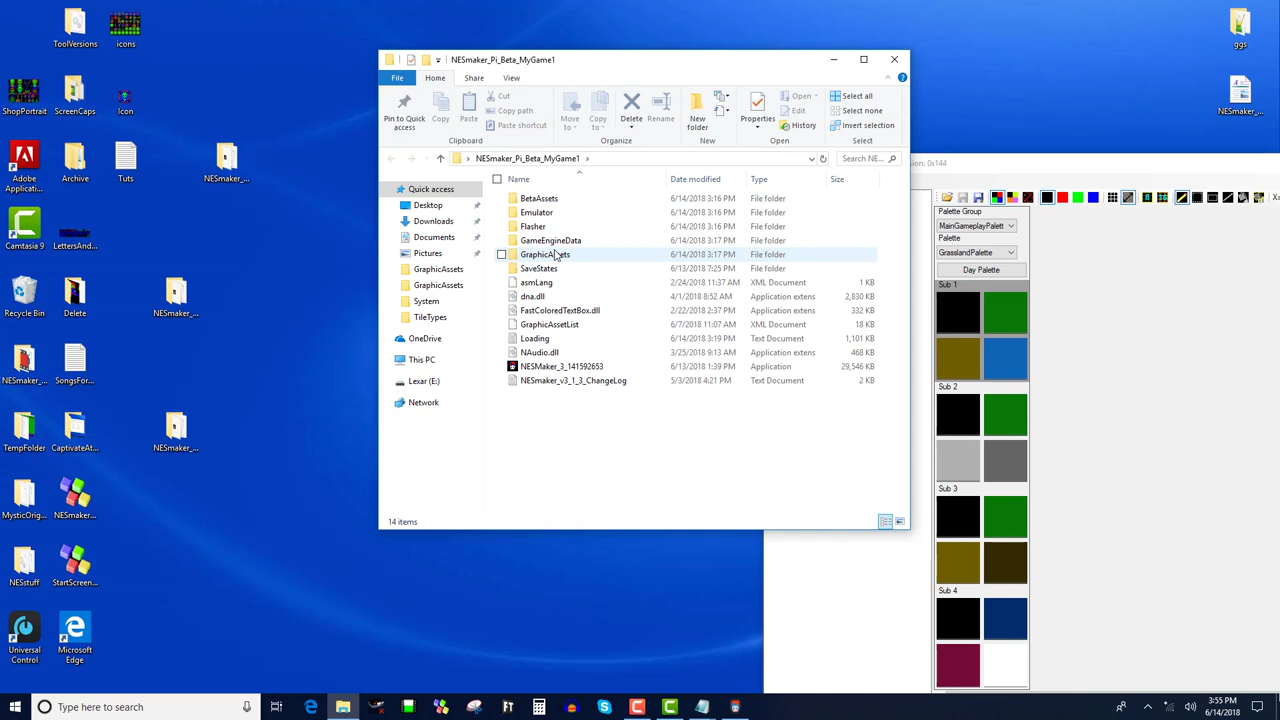 ToolVersions
icons
ShopPortrait
ScreenCaps
Icon
Adobe
Applicati...
Archive
Tuts
NESmaker_...
Camtasia 9
LettersAnd...
Recycle Bin
Delete
NESmaker_...
NESmaker_...
SongsFor...
TempFolder
CaptivateAt...
NESmaker_...
MysticOrig...
NESmaker...
NESstuff
StartScreen...
Universal
Control
Microsoft
Edge
ggs
NESmaker_...
NESmaker_Pi_Beta_MyGame1
File
Home
Share
View
Pin to Quick
access
Copy
Paste
Cut
Copy path
Paste shortcut
Clipboard
Move
to
Copy
to
Delete
Rename
Organize
New
folder
New
Properties
Open
Edit
History
Open
Select all
Select none
Invert selection
Select
NESmaker_Pi_Beta_MyGame1
Search NE...
Quick access
Desktop
Downloads
Documents
Pictures
GraphicAssets
GraphicAssets
System
TileTypes
OneDrive
This PC
Lexar (E:)
Network
Name Date modified Type Size
BetaAssets 6/14/2018 3:16 PM File folder
Emulator 6/14/2018 3:16 PM File folder
Flasher 6/14/2018 3:16 PM File folder
GameEngineData 6/14/2018 3:17 PM File folder
GraphicAssets 6/14/2018 3:17 PM File folder
SaveStates 6/13/2018 7:25 PM File folder
asmLang 2/24/2018 11:37 AM XML Document 1 KB
dna.dll 4/1/2018 8:52 AM Application extens 2,830 KB
FastColoredTextBox.dll 2/22/2018 2:37 PM Application extens 332 KB
GraphicAssetList 6/7/2018 11:07 AM XML Document 18 KB
Loading 6/14/2018 3:19 PM Text Document 1,101 KB
NAudio.dll 3/25/2018 9:13 AM Application extens 468 KB
NESMaker_3_141592653 6/13/2018 1:39 PM Application 29,546 KB
NESmaker_v3_1_3_ChangeLog 5/3/2018 4:21 PM Text Document 2 KB
14 items
sion: 0x144
Palette Group
MainGameplayPalett
Palette
GrasslandPalette
Day Palette
Sub 1
Sub 2
Sub 3
Sub 4
Type here to search
3:55 PM
6/14/2018